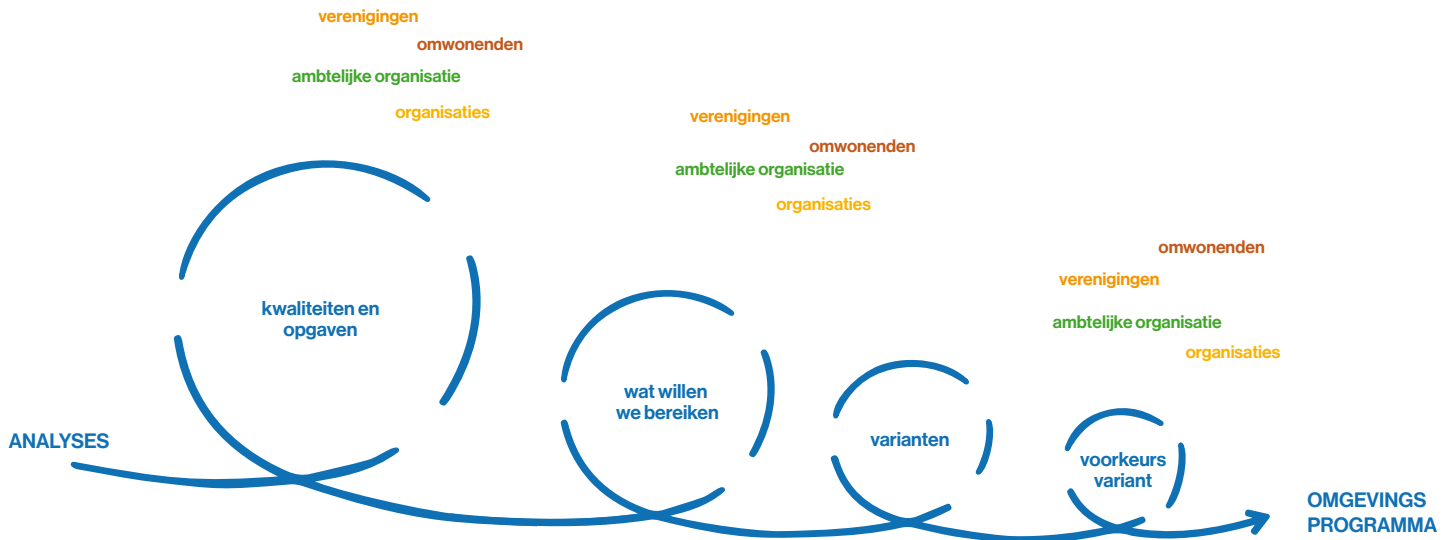 verenigingen
omwonenden
ambtelijke organisatie
organisaties
verenigingen
omwonenden
ambtelijke organisatie
organisaties
omwonenden
verenigingen
ambtelijke organisatie
organisaties
ANALYSES
kwaliteiten en
opgaven
wat willen
we bereiken
varianten
voorkeurs
variant
OMGEVINGS
PROGRAMMA